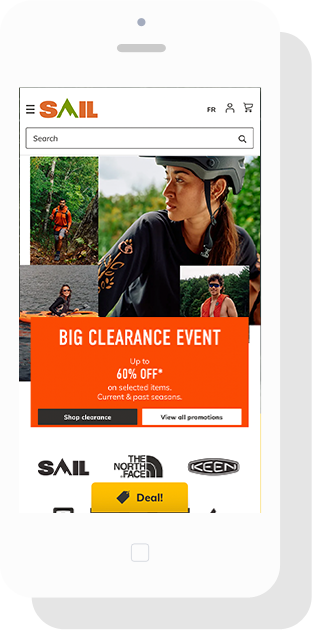 SAIL
FR
Search
BIG CLEARANCE EVENT
Up to
60% OFF*
on selected items.
Current & past seasons.
Shop clearance
View all promotions
SAIL
THE
NORTH
FACE
KEEN
Deal!